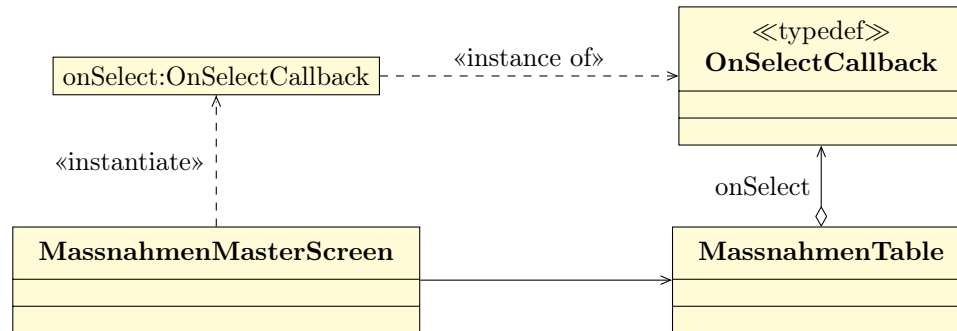 ≪typedef≫
OnSelectCallback
«instance of»
onSelect:OnSelectCallback
«instantiate»
onSelect
MassnahmenMasterScreen
MassnahmenTable